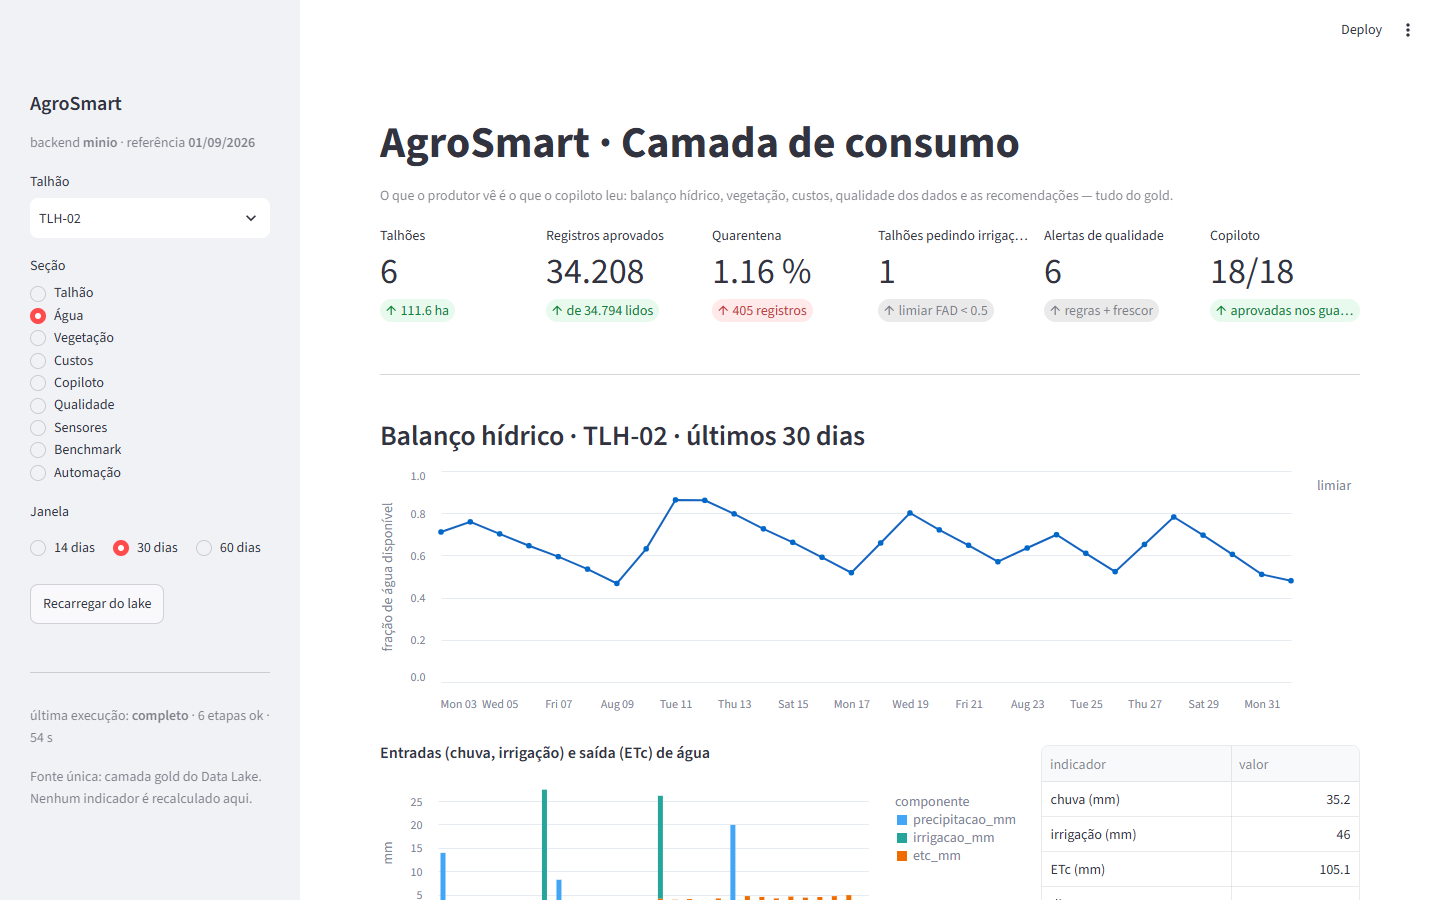 Deploy
AgroSmart
backend minio · referência 01/09/2026
Talhão
TLH-02
Seção
Talhão
Água
Vegetação
Custos
Copiloto
Qualidade
Sensores
Benchmark
Automação
Janela
14 dias 30 dias 60 dias
Recarregar do lake
última execução: completo · 6 etapas ok ·
54 s
Fonte única: camada gold do Data Lake.
Nenhum indicador é recalculado aqui.
AgroSmart · Camada de consumo
O que o produtor vê é o que o copiloto leu: balanço hídrico, vegetação, custos, qualidade dos dados e as recomendações — tudo do gold.
Talhões
6
↑ 111.6 ha
Registros aprovados
34.208
↑ de 34.794 lidos
Quarentena
1.16 %
↑ 405 registros
Talhões pedindo irrigaç…
1
↑ limiar FAD < 0.5
Alertas de qualidade
6
↑ regras + frescor
Copiloto
18/18
↑ aprovadas nos gua…
Balanço hídrico · TLH-02 · últimos 30 dias
fração de água disponível
1.0
0.8
0.6
0.4
0.2
0.0
Mon 03 Wed 05 Fri 07 Aug 09 Tue 11 Thu 13 Sat 15 Mon 17 Wed 19 Fri 21 Aug 23 Tue 25 Thu 27 Sat 29 Mon 31
limiar
Entradas (chuva, irrigação) e saída (ETc) de água
mm
25
20
15
10
5
componente
precipitacao_mm
irrigacao_mm
etc_mm
indicador valor
chuva (mm) 35.2
irrigação (mm) 46
ETc (mm) 105.1